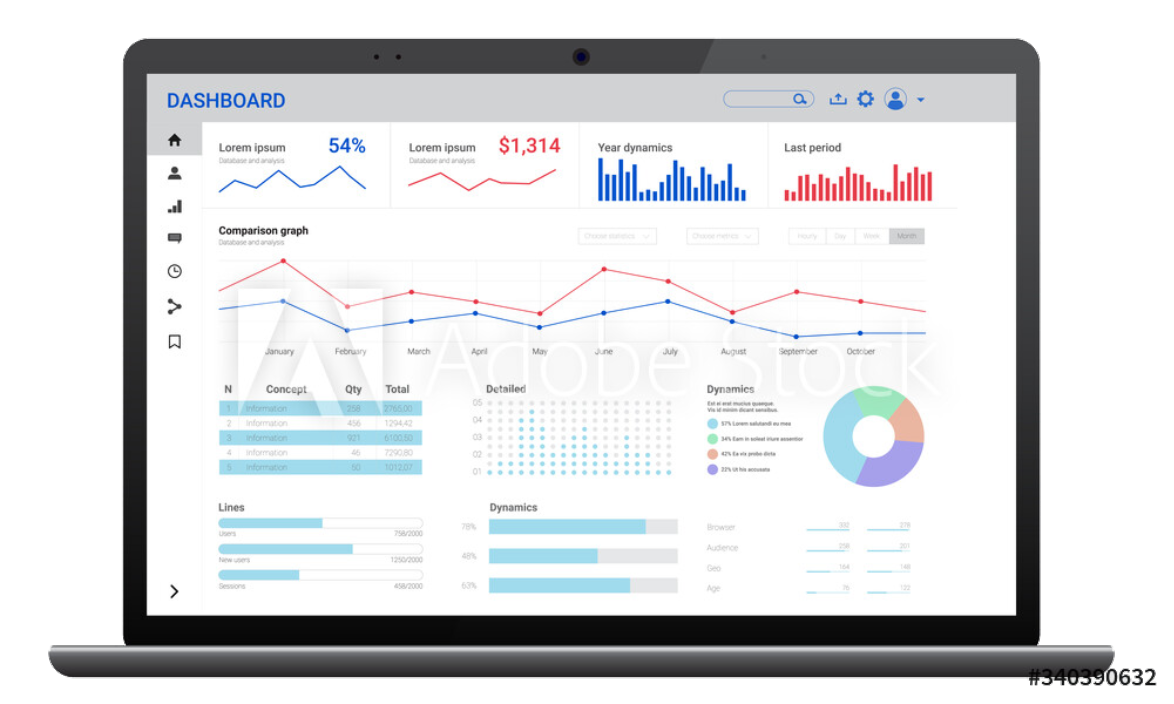 DASHBOARD
Lorem ipsum 54%
Database and analysis
Lorem ipsum $1,314
Database and analysis
Year dynamics
Last period
Comparison graph
Database and analysis
Choose statistics
Choose metrics
Hourly Day Week Month
January February March April May June July August September October
Adobe Stock
N Concept Qty Total
1 Information 258 2765,00
2 Information 456 1294,42
3 Information 921 6100,50
4 Information 46 7290,80
5 Information 50 1012,07
Detailed
05
04
03
02
01
Dynamics
Est ei erat mucius quaeque.
Vis id minim dicant sensibus.
57% Lorem salutandi eu mea
34% Eam in soleat iriure assentior
42% Ea vix probo dicta
23% Ut his accusata
Lines
Users 756/2000
New users 1250/2000
Sessions 458/2000
Dynamics
78%
48%
63%
Browser 332 278
Audience 258 201
Geo 164 148
Age 76 122
#340390632